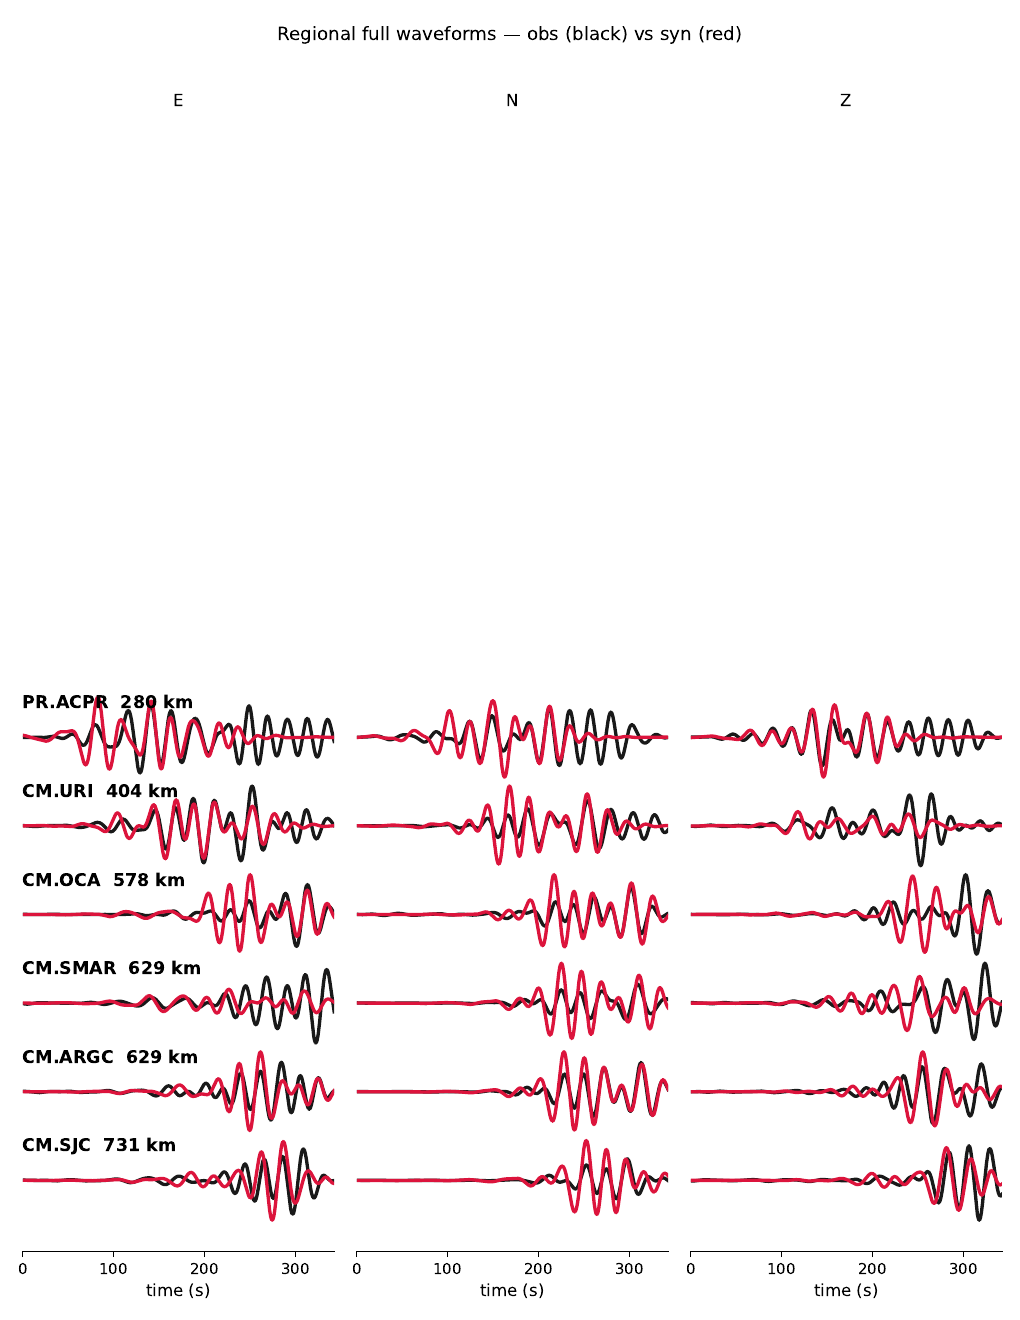 Regional full waveforms — obs (black) vs syn (red)
E N Z
PR.ACPR 280 km
CM.URI 404 km
CM.OCA 578 km
CM.SMAR 629 km
CM.ARGC 629 km
CM.SJC 731 km
0 100 200 300 0 100 200 300 0 100 200 300
time (s) time (s) time (s)